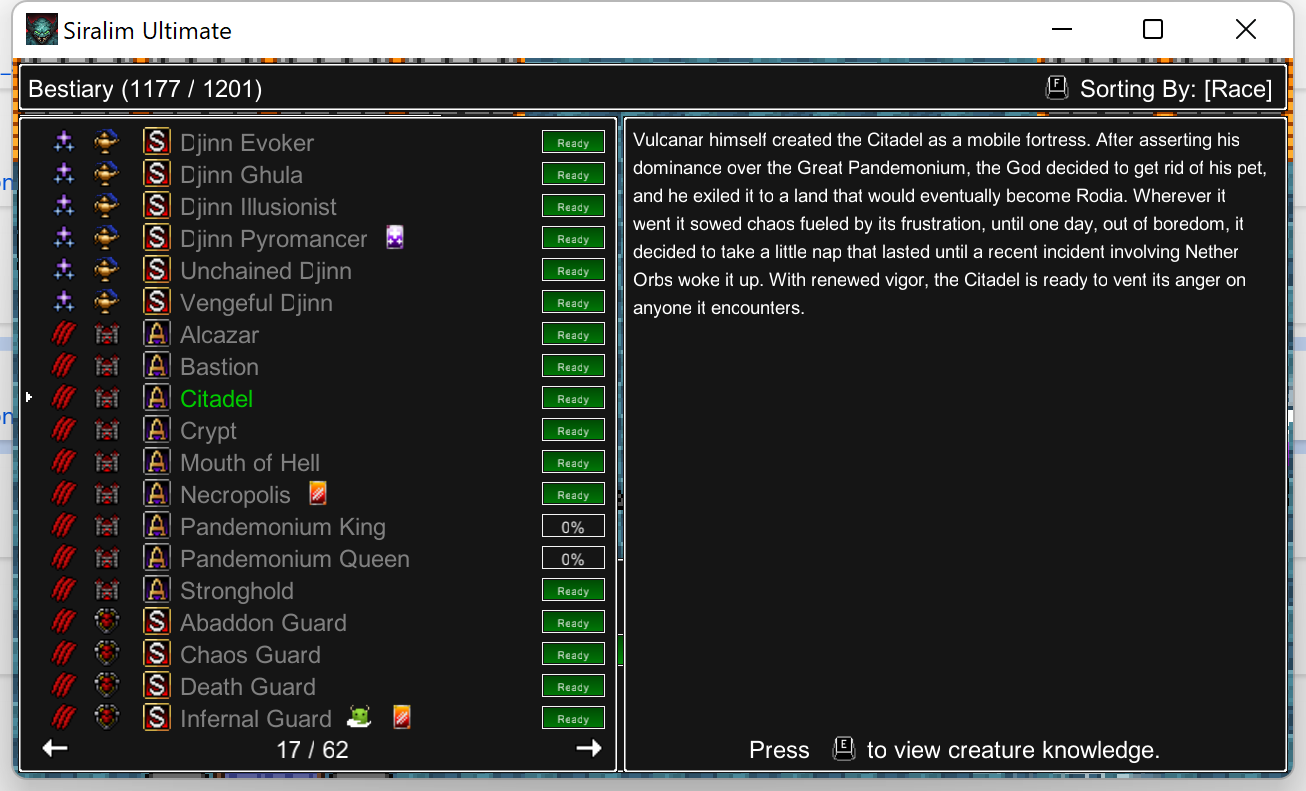 Siralim Ultimate
Bestiary (1177 / 1201)
F Sorting By: [Race]
S Djinn Evoker Ready
S Djinn Ghula Ready
S Djinn Illusionist Ready
S Djinn Pyromancer Ready
S Unchained Djinn Ready
S Vengeful Djinn Ready
A Alcazar Ready
A Bastion Ready
A Citadel Ready
A Crypt Ready
A Mouth of Hell Ready
A Necropolis Ready
A Pandemonium King 0%
A Pandemonium Queen 0%
A Stronghold Ready
S Abaddon Guard Ready
S Chaos Guard Ready
S Death Guard Ready
S Infernal Guard Ready
17 / 62
Vulcanar himself created the Citadel as a mobile fortress. After asserting his
dominance over the Great Pandemonium, the God decided to get rid of his pet,
and he exiled it to a land that would eventually become Rodia. Wherever it
went it sowed chaos fueled by its frustration, until one day, out of boredom, it
decided to take a little nap that lasted until a recent incident involving Nether
Orbs woke it up. With renewed vigor, the Citadel is ready to vent its anger on
anyone it encounters.
Press E to view creature knowledge.